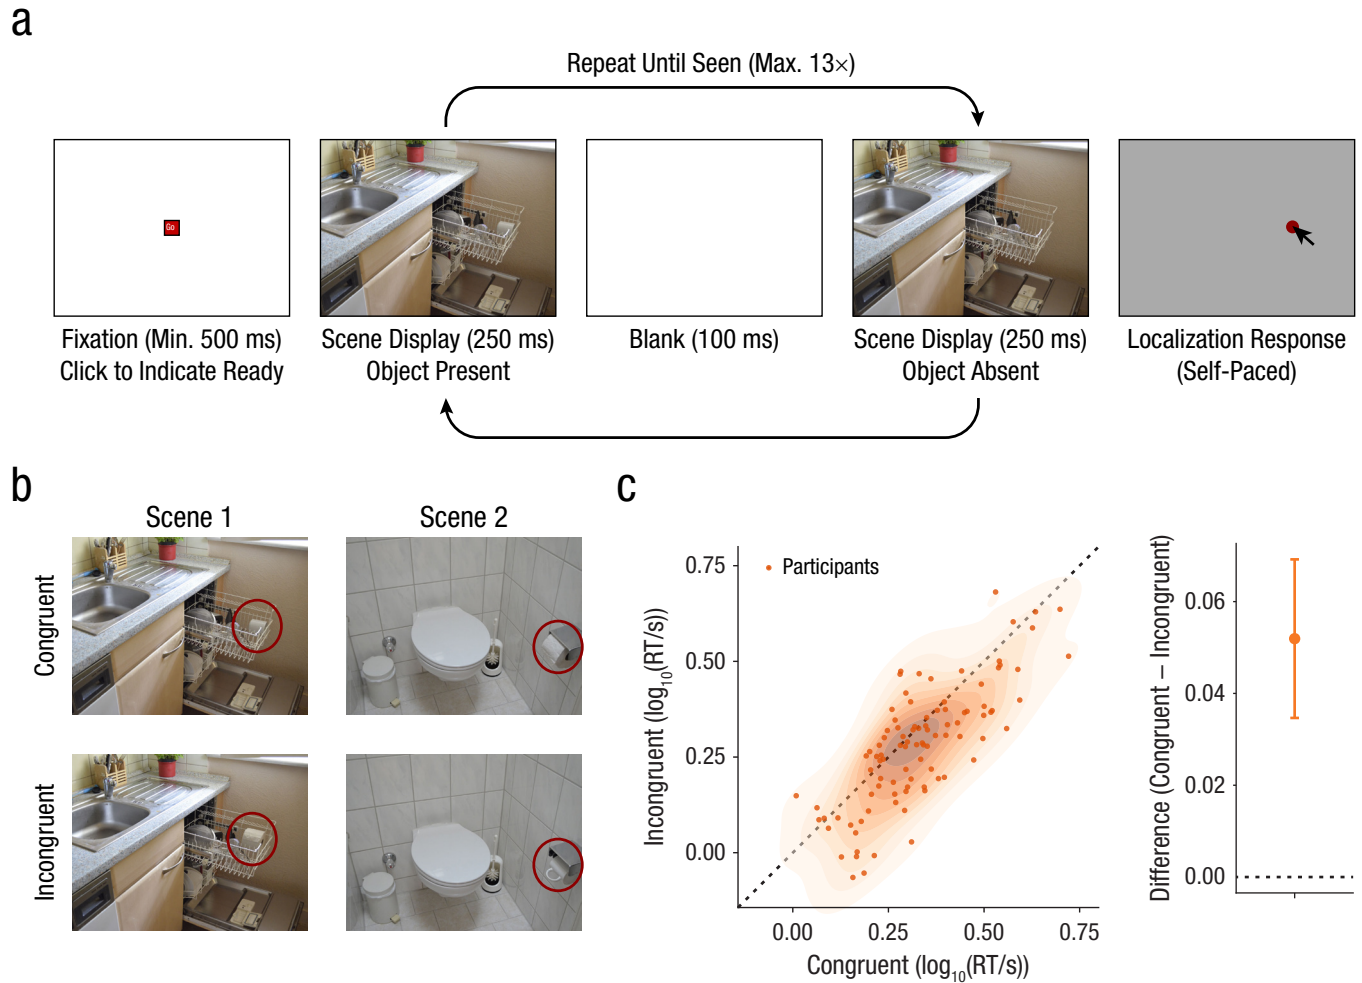 a
Repeat Until Seen (Max. 13×)
Go
Fixation (Min. 500 ms)
Click to Indicate Ready
Scene Display (250 ms)
Object Present
Blank (100 ms)
Scene Display (250 ms)
Object Absent
Localization Response
(Self-Paced)
b
Scene 1
Scene 2
Congruent
Incongruent
c
Participants
Incongruent (log10(RT/s))
0.75
0.50
0.25
0.00
0.00
0.25
0.50
0.75
Congruent (log10(RT/s))
Difference (Congruent – Incongruent)
0.06
0.04
0.02
0.00